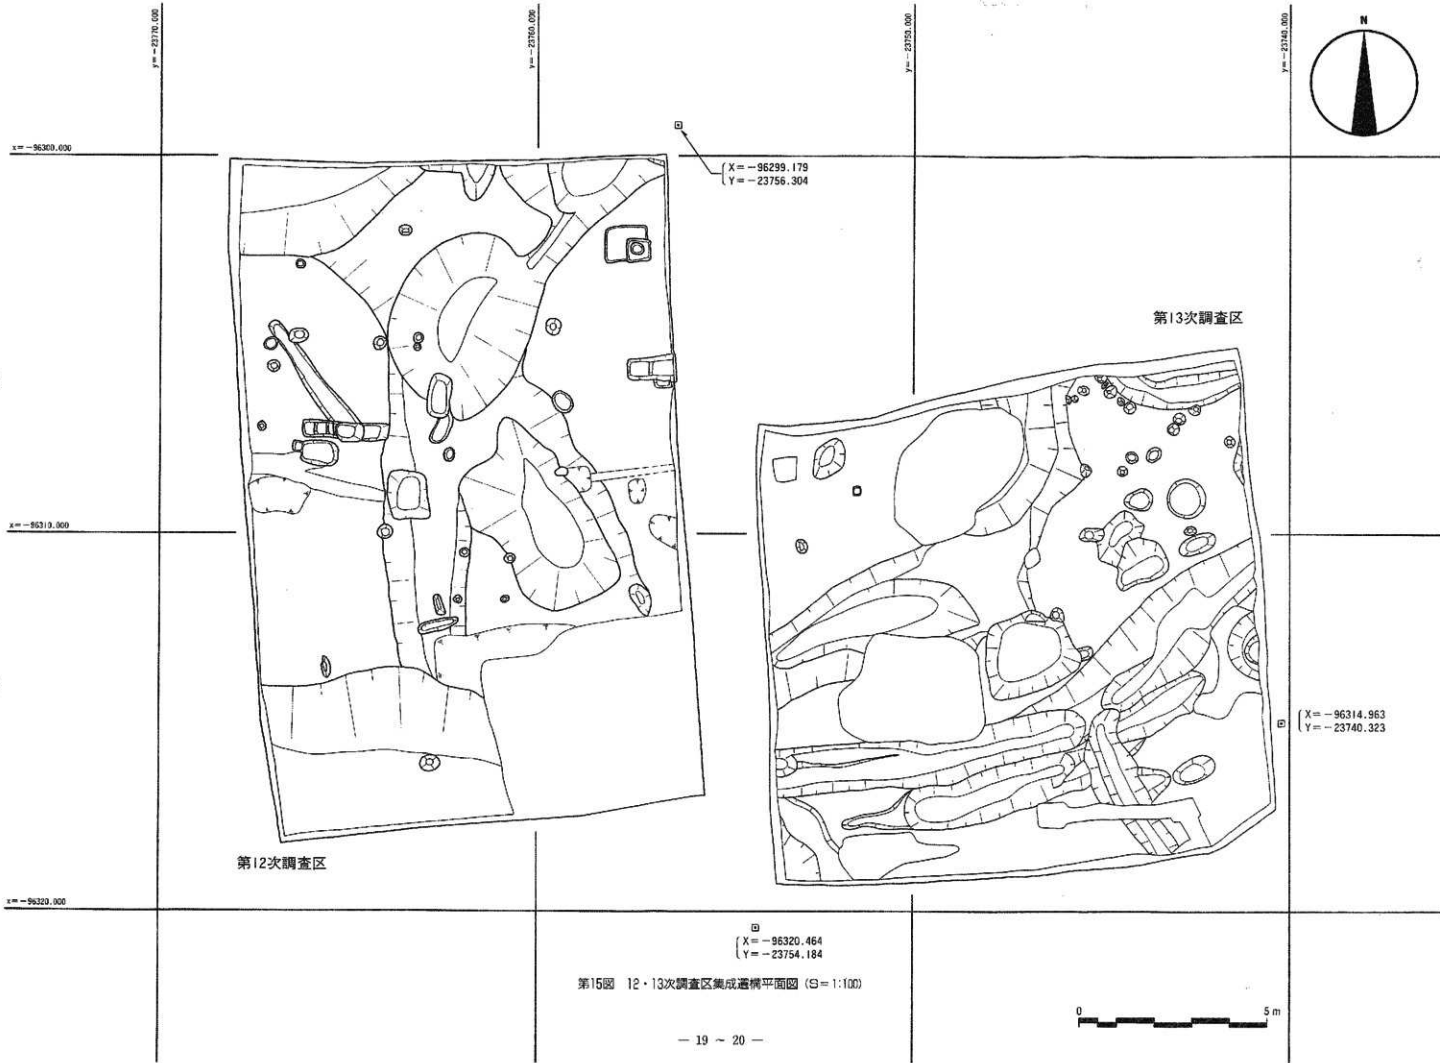 y=-23770.000
y=-23760.000
y=-23750.000
y=-23740.000
N
x=-96300.000
X=-96299.179
Y=-23756.304
第13次調査区
x=-96310.000
X=-96314.963
Y=-23740.323
第12次調査区
x=-96320.000
X=-96320.464
Y=-23754.184
第15図 12・13次調査区集成遺構平面図 (S=1:100)
0 5m
— 19 ~ 20 —